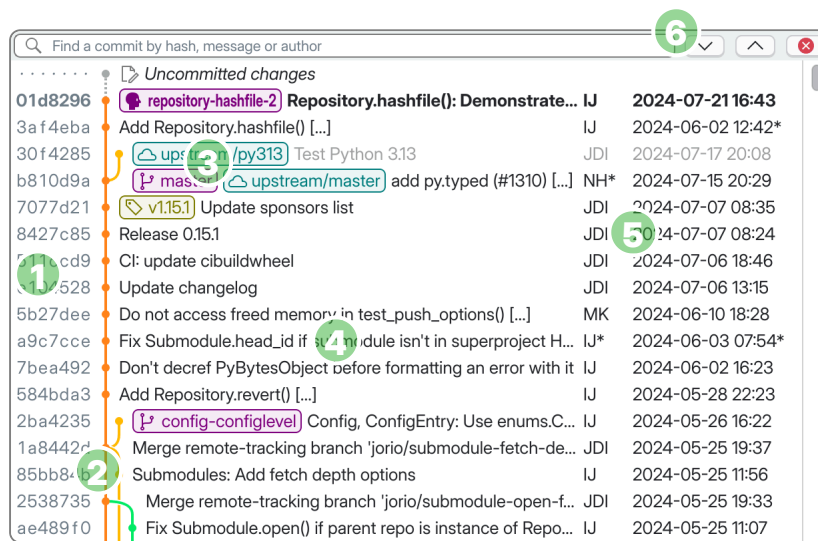 6
Find a commit by hash, message or author
Uncommitted changes
01d8296 repository-hashfile-2 Repository.hashfile(): Demonstrate... IJ 2024-07-21 16:43
3af4eba Add Repository.hashfile() [...] IJ 2024-06-02 12:42*
30f4285 upstream/py313 Test Python 3.13 JDI 2024-07-17 20:08
3
b810d9a master upstream/master add py.typed (#1310) [...] NH* 2024-07-15 20:29
7077d21 v1.15.1 Update sponsors list JDI 2024-07-07 08:35
8427c85 Release 0.15.1 JDI 2024-07-07 08:24
5
CI: update cibuildwheel JDI 2024-07-06 18:46
1
Update changelog JDI 2024-07-06 13:15
5b27dee Do not access freed memory in test_push_options() [...] MK 2024-06-10 18:28
a9c7cce Fix Submodule.head_id if submodule isn't in superproject H... IJ* 2024-06-03 07:54*
4
7bea492 Don't decref PyBytesObject before formatting an error with it IJ 2024-06-02 16:23
584bda3 Add Repository.revert() [...] IJ 2024-05-28 22:23
2ba4235 config-configlevel Config, ConfigEntry: Use enums.C... IJ 2024-05-26 16:22
1a8442d Merge remote-tracking branch 'jorio/submodule-fetch-de... JDI 2024-05-25 19:37
2
Submodules: Add fetch depth options IJ 2024-05-25 11:56
2538735 Merge remote-tracking branch 'jorio/submodule-open-f... JDI 2024-05-25 19:33
ae489f0 Fix Submodule.open() if parent repo is instance of Repo... IJ 2024-05-25 11:07